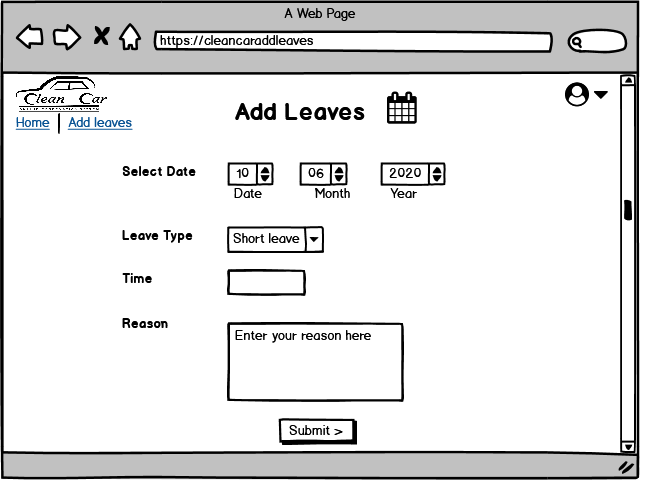 A Web Page
https://cleancaraddleaves
Clean Car
Home | Add leaves
Add Leaves
Select Date 10 06 2020
Date Month Year
Leave Type Short leave
Time
Reason
Enter your reason here
Submit >